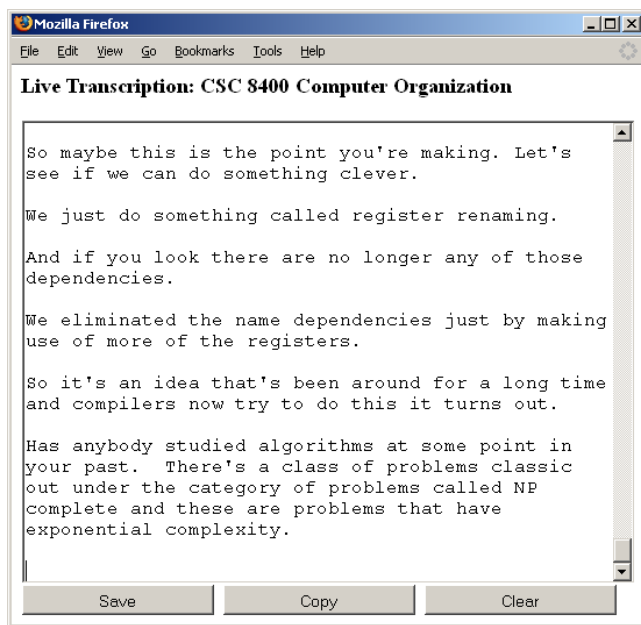 Mozilla Firefox
File Edit View Go Bookmarks Tools Help
Live Transcription: CSC 8400 Computer Organization
So maybe this is the point you're making. Let's
see if we can do something clever.
We just do something called register renaming.
And if you look there are no longer any of those
dependencies.
We eliminated the name dependencies just by making
use of more of the registers.
So it's an idea that's been around for a long time
and compilers now try to do this it turns out.
Has anybody studied algorithms at some point in
your past.  There's a class of problems classic
out under the category of problems called NP
complete and these are problems that have
exponential complexity.
Save Copy Clear